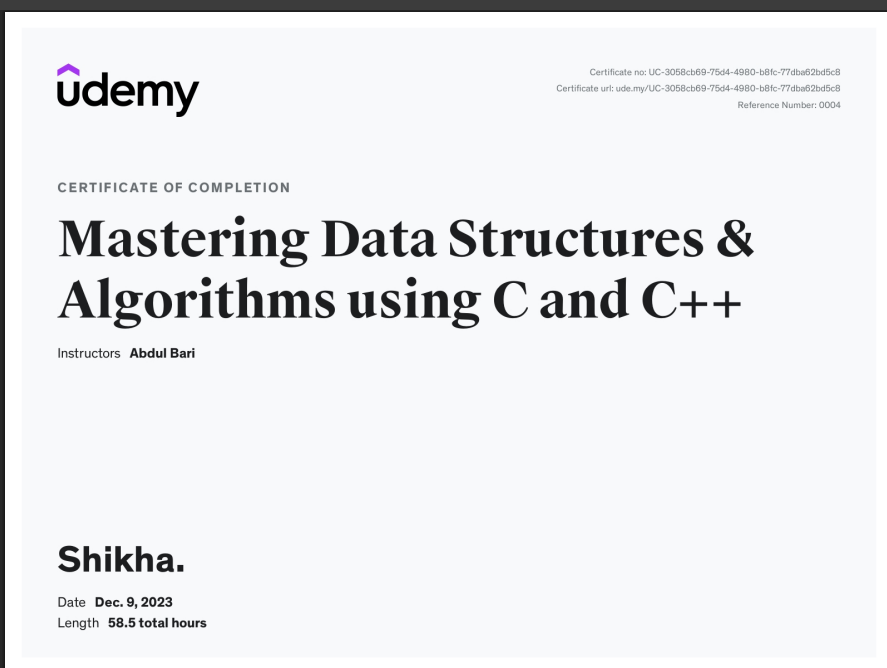 udemy
Certificate no: UC-3058cb69-75d4-4980-b8fc-77dba62bd5c8
Certificate url: ude.my/UC-3058cb69-75d4-4980-b8fc-77dba62bd5c8
Reference Number: 0004
CERTIFICATE OF COMPLETION
Mastering Data Structures &
Algorithms using C and C++
Instructors Abdul Bari
Shikha.
Date Dec. 9, 2023
Length 58.5 total hours